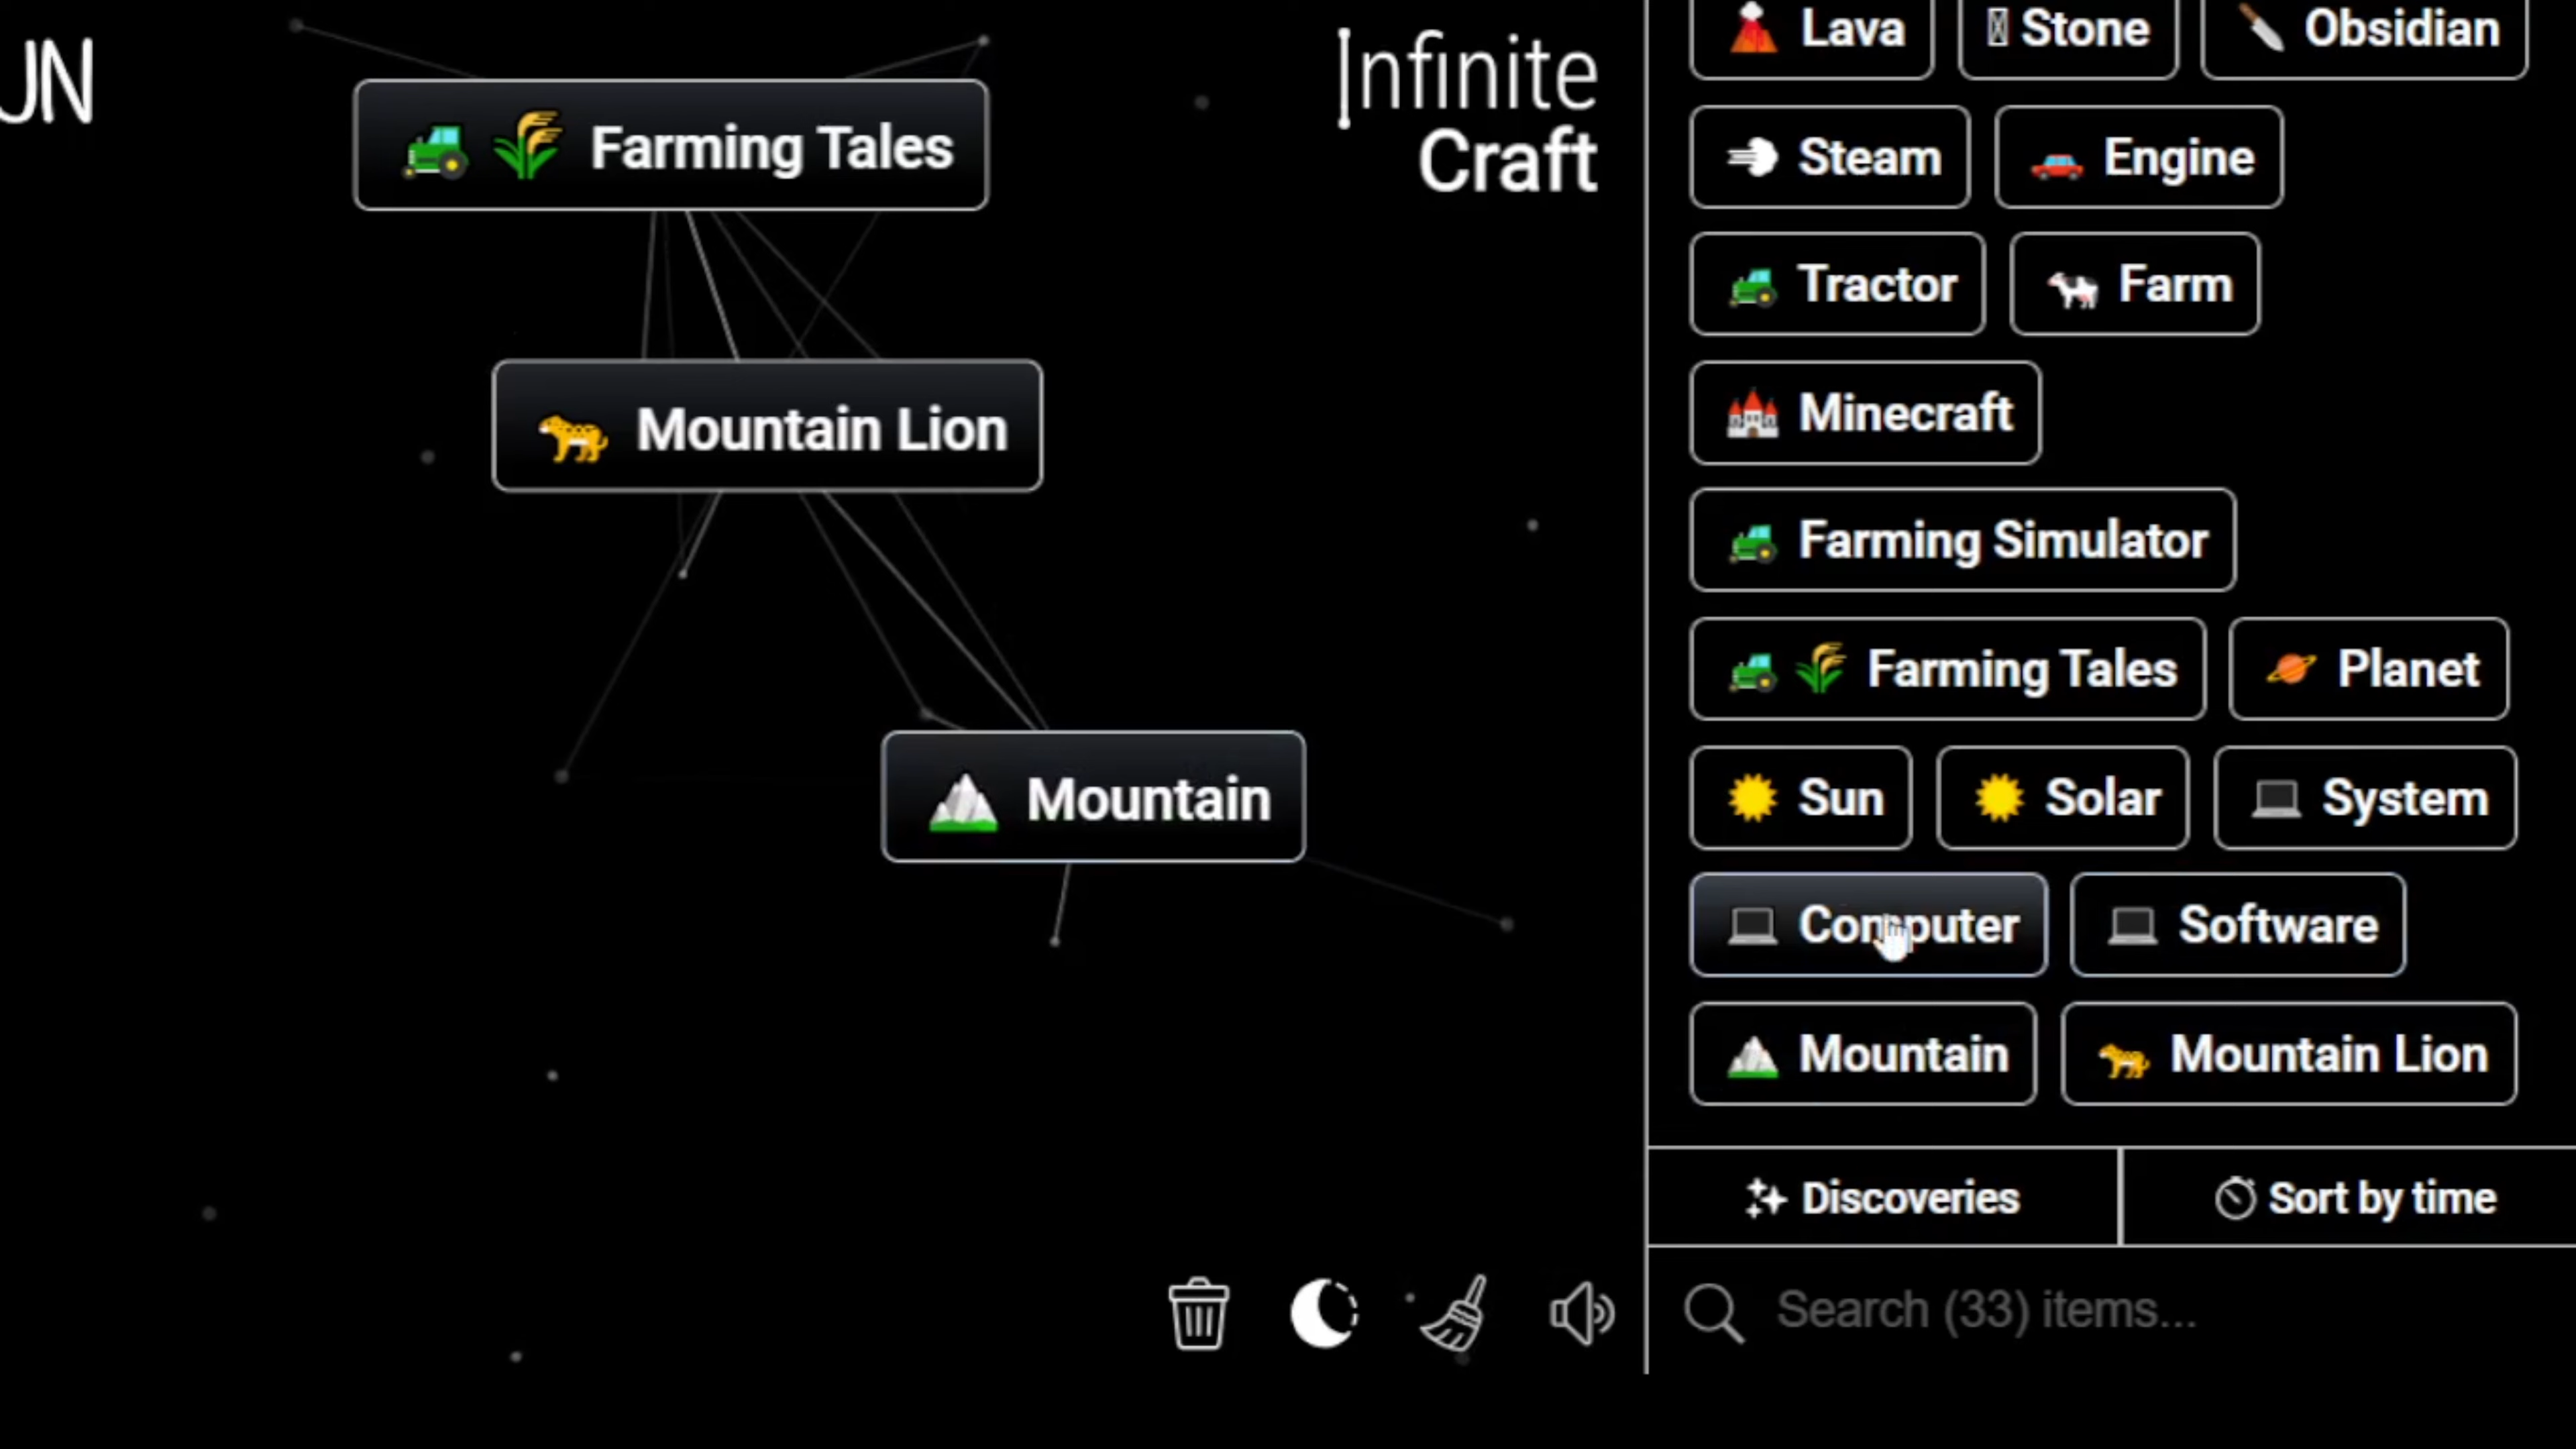 UN
Infinite
Craft
Farming Tales
Mountain Lion
Mountain
Lava Stone Obsidian
Steam Engine
Tractor Farm
Minecraft
Farming Simulator
Farming Tales Planet
Sun Solar System
Computer Software
Mountain Mountain Lion
Discoveries Sort by time
Search (33) items...